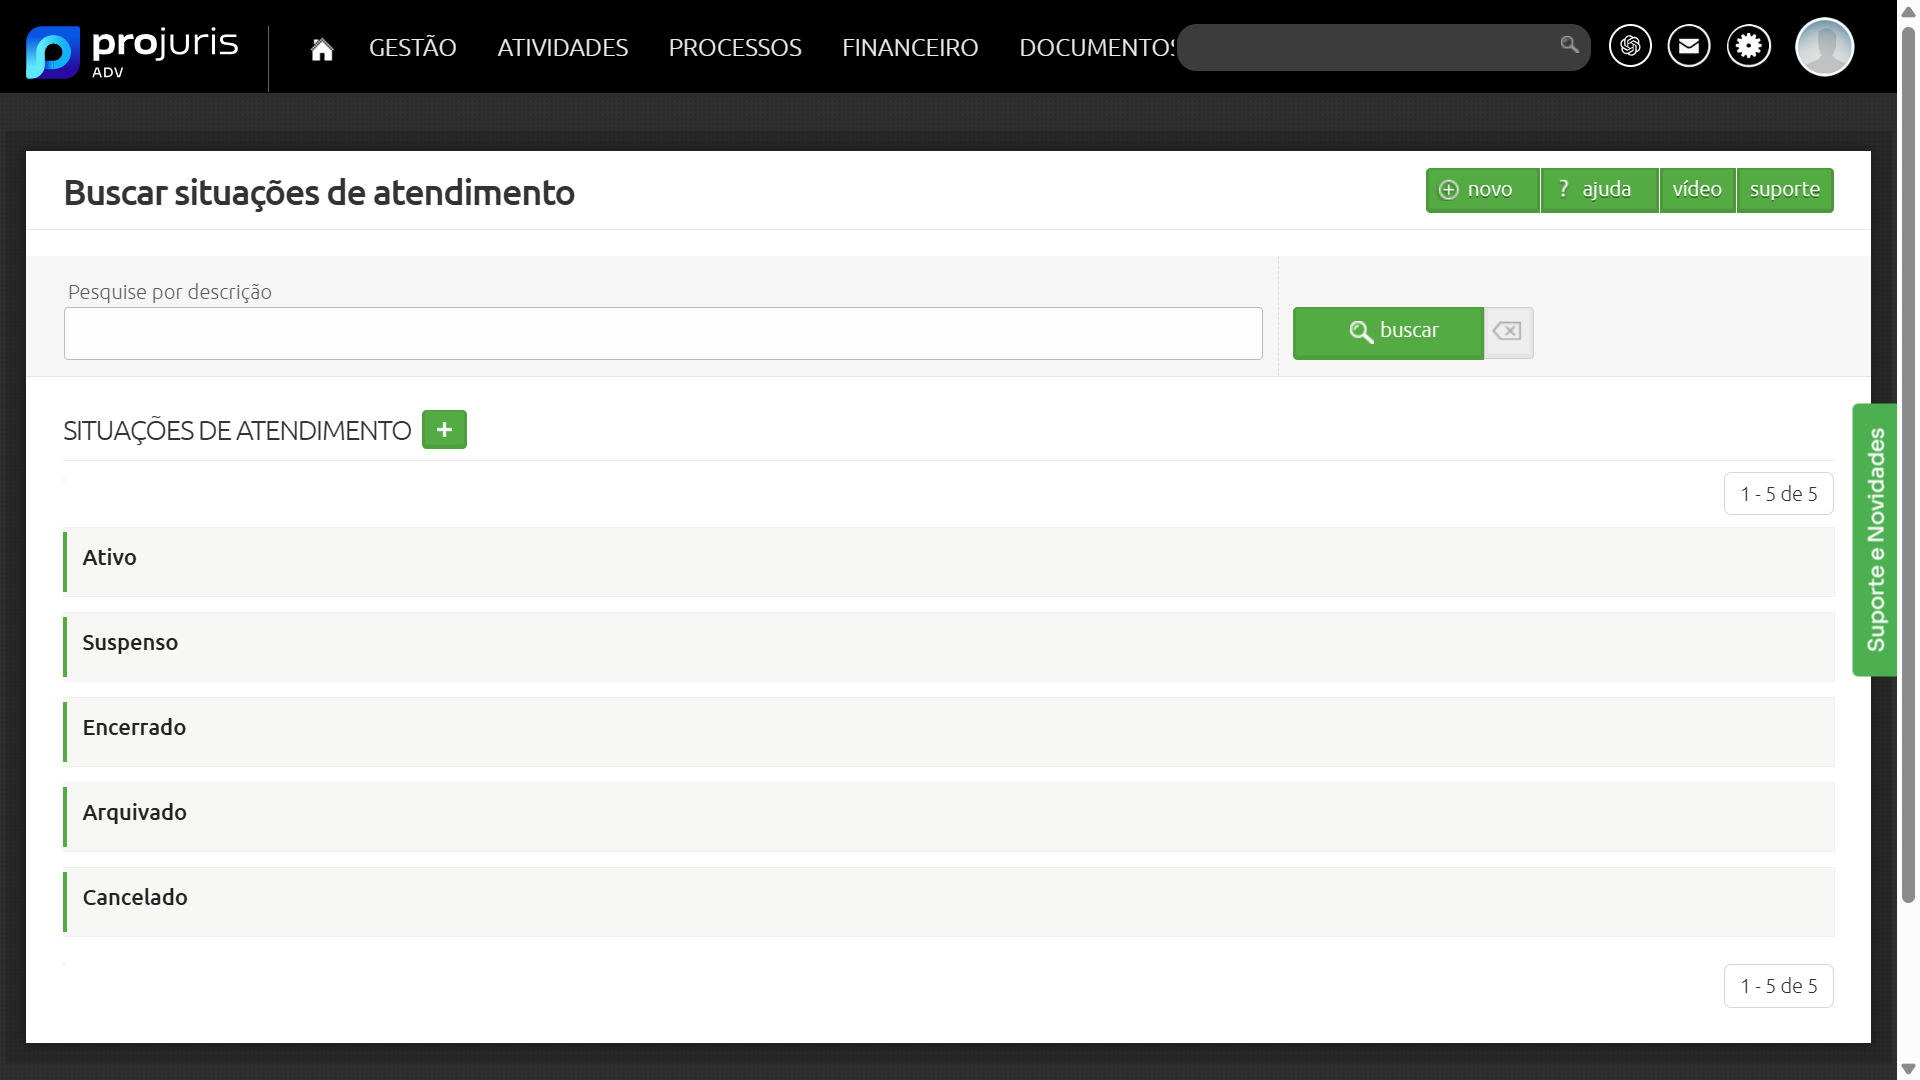 projuris
ADV
GESTÃO
ATIVIDADES
PROCESSOS
FINANCEIRO
DOCUMENTOS
Buscar situações de atendimento
novo
? ajuda
vídeo
suporte
Pesquise por descrição
buscar
SITUAÇÕES DE ATENDIMENTO
+
1 - 5 de 5
Ativo
Suspenso
Encerrado
Arquivado
Cancelado
1 - 5 de 5
Suporte e Novidades